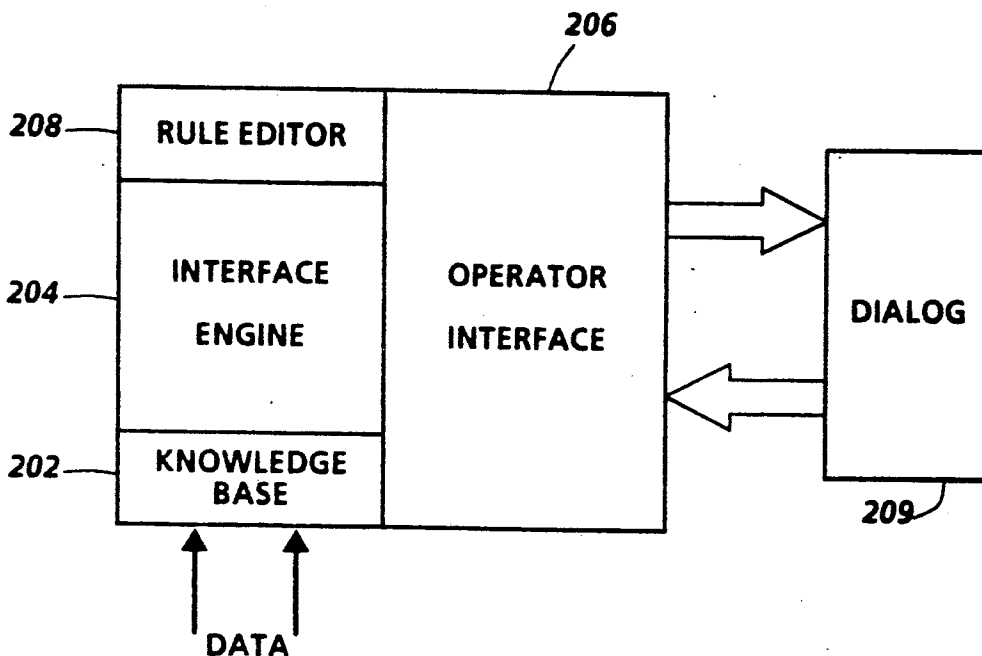 206
208
RULE EDITOR
204
INTERFACE
ENGINE
OPERATOR
INTERFACE
DIALOG
202
KNOWLEDGE
BASE
209
DATA